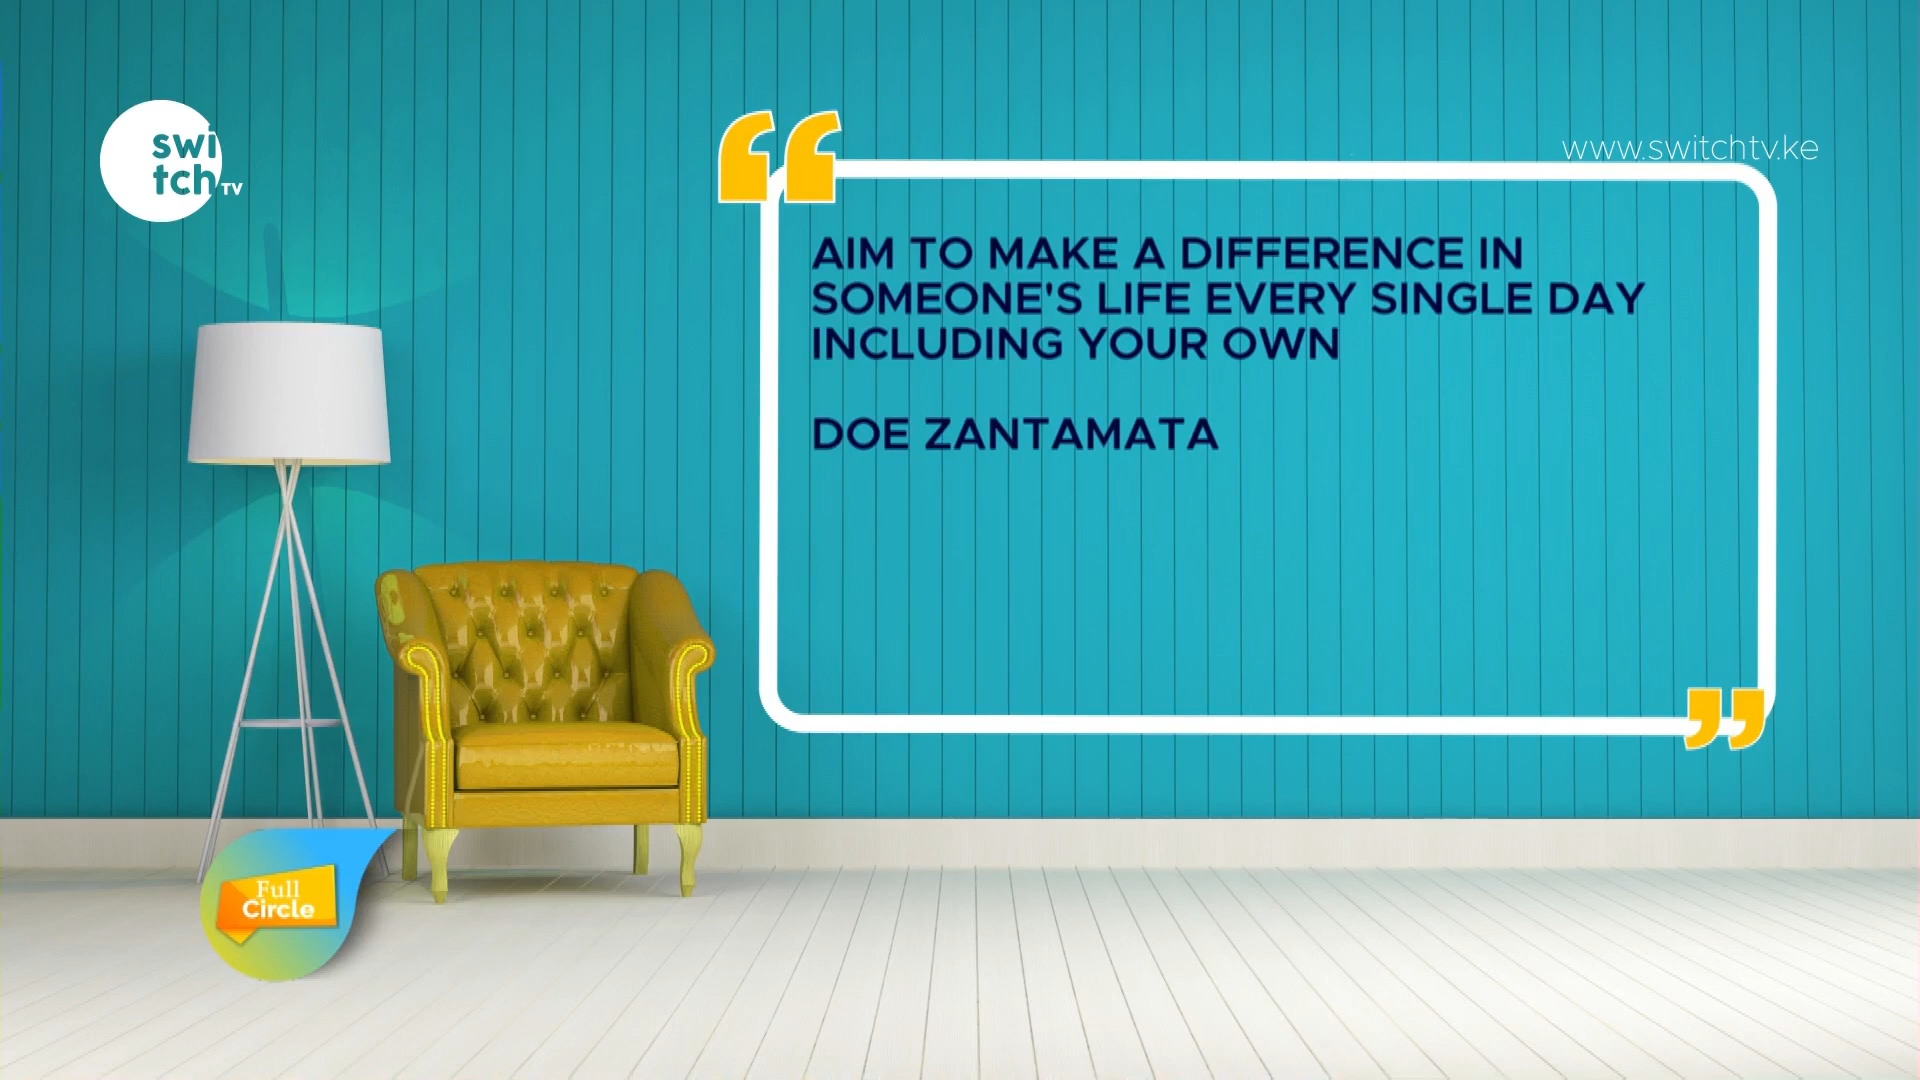 swi
tch TV
www.switchtv.ke
AIM TO MAKE A DIFFERENCE IN
SOMEONE'S LIFE EVERY SINGLE DAY
INCLUDING YOUR OWN
DOE ZANTAMATA
Full
Circle